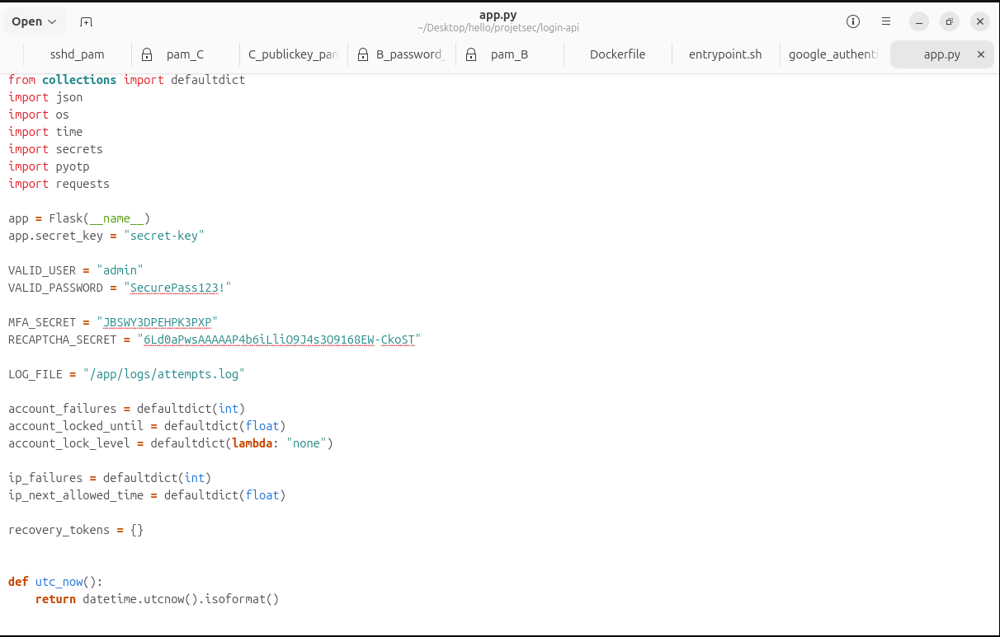 Open
app.py
~/Desktop/hello/projetsec/login-api
sshd_pam pam_C C_publickey_pam B_password_ pam_B Dockerfile entrypoint.sh google_authenti app.py
from collections import defaultdict
import json
import os
import time
import secrets
import pyotp
import requests
app = Flask(__name__)
app.secret_key = "secret-key"
VALID_USER = "admin"
VALID_PASSWORD = "SecurePass123!"
MFA_SECRET = "JBSWY3DPEHPK3PXP"
RECAPTCHA_SECRET = "6Ld0aPwsAAAAAP4b6iLliO9J4s3O9168EW-CkoST"
LOG_FILE = "/app/logs/attempts.log"
account_failures = defaultdict(int)
account_locked_until = defaultdict(float)
account_lock_level = defaultdict(lambda: "none")
ip_failures = defaultdict(int)
ip_next_allowed_time = defaultdict(float)
recovery_tokens = {}
def utc_now():
    return datetime.utcnow().isoformat()